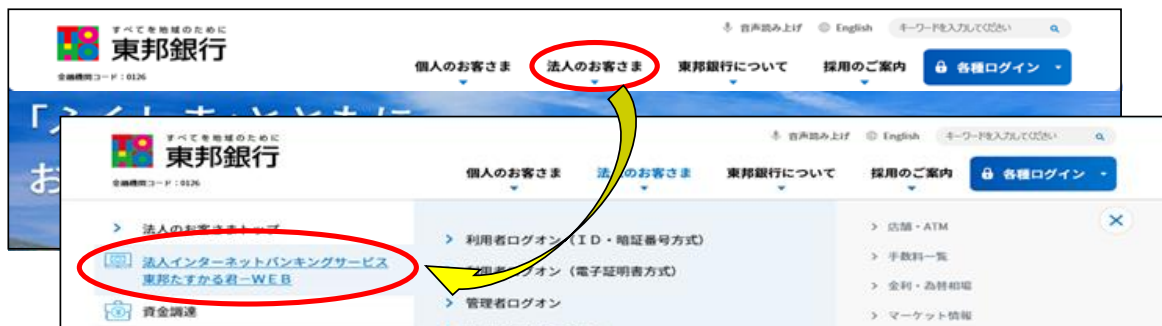 すべてを地域のために
東邦銀行
金融機関コード：0126
音声読み上げ
English
キーワードを入力してください
個人のお客さま
法人のお客さま
東邦銀行について
採用のご案内
各種ログイン
すべてを地域のために
東邦銀行
金融機関コード：0126
音声読み上げ
English
キーワードを入力してください
個人のお客さま
法人のお客さま
東邦銀行について
採用のご案内
各種ログイン
法人のお客さまトップ
法人インターネットバンキングサービス
東邦たすかる君－ＷＥＢ
資金調達
利用者ログオン（ＩＤ・暗証番号方式）
利用者ログオン（電子証明書方式）
管理者ログオン
店舗・ATM
手数料一覧
金利・為替相場
マーケット情報